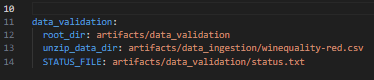 10
11 data_validation:
12   root_dir: artifacts/data_validation
13   unzip_data_dir: artifacts/data_ingestion/winequality-red.csv
14   STATUS_FILE: artifacts/data_validation/status.txt